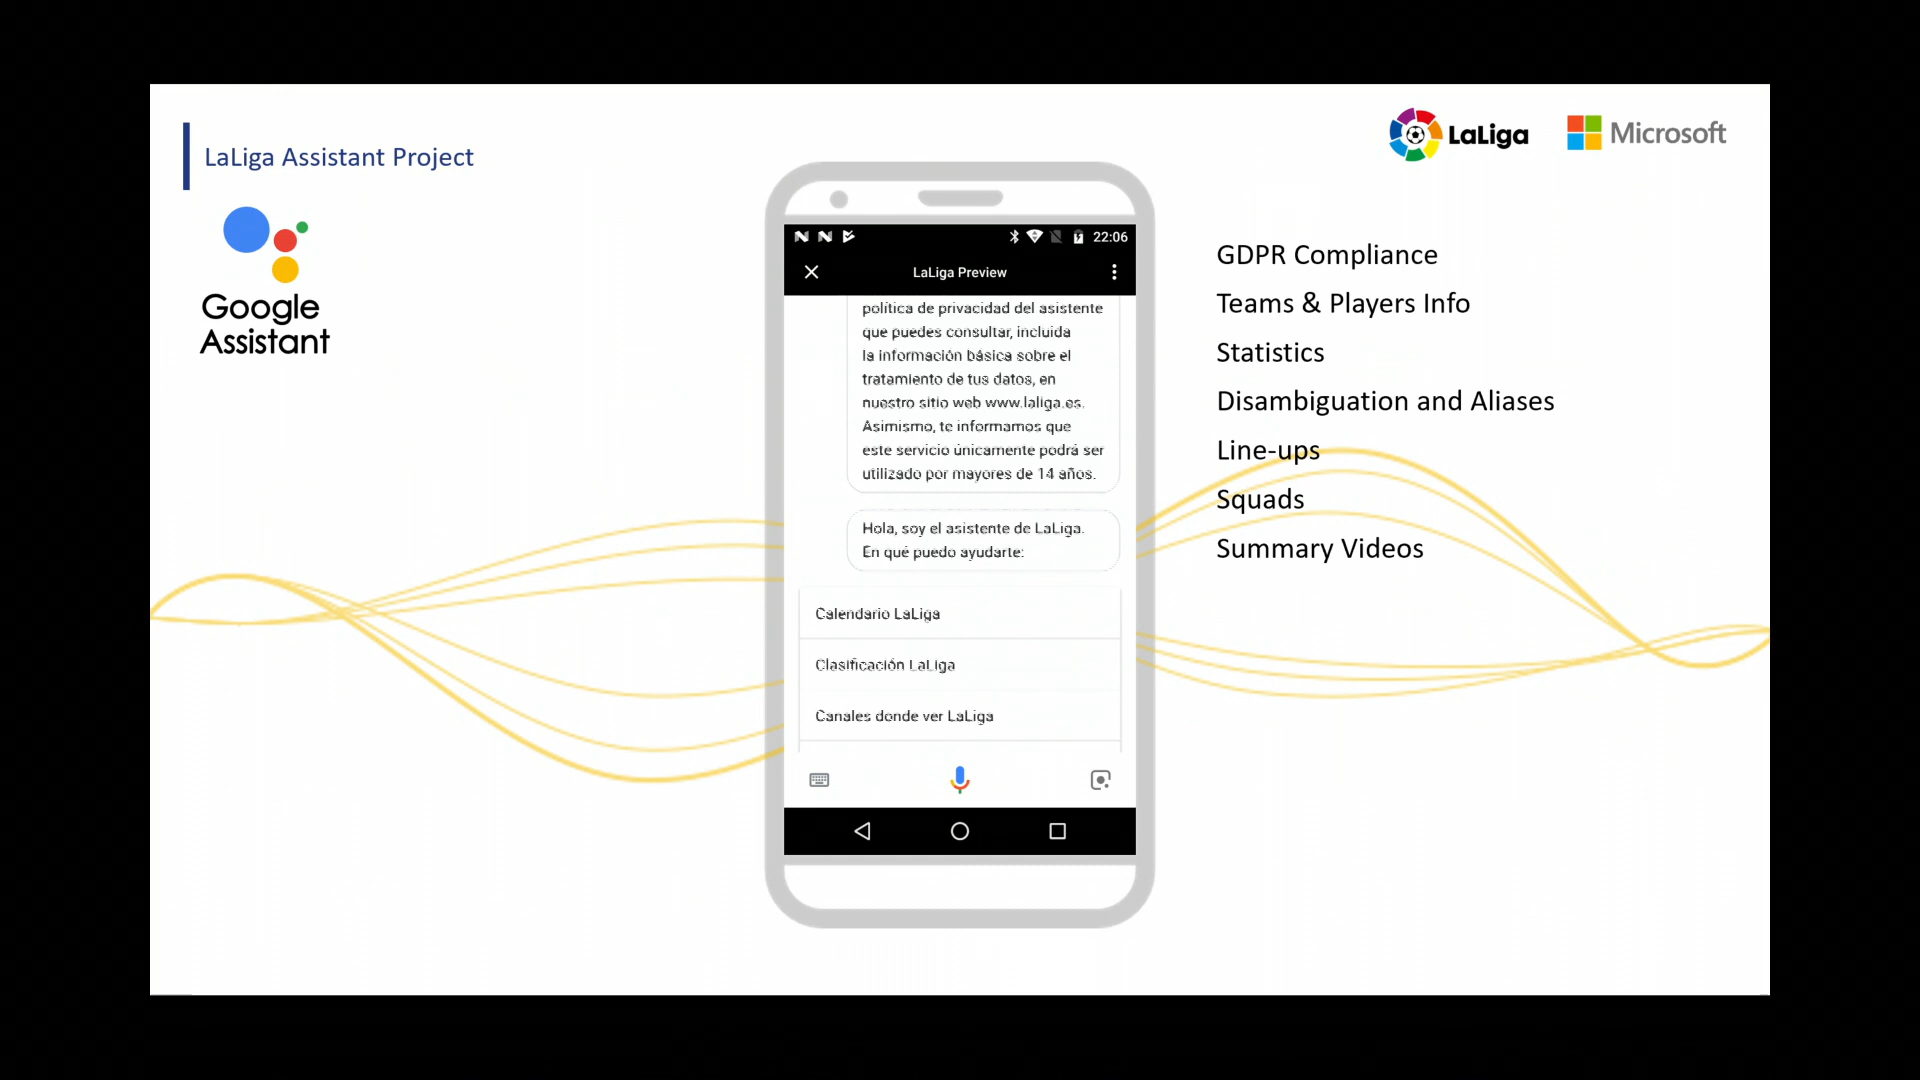 LaLiga Assistant Project
LaLiga
Microsoft
Google
Assistant
22:06
LaLiga Preview
política de privacidad del asistente
que puedes consultar, incluida
la información básica sobre el
tratamiento de tus datos, en
nuestro sitio web www.laliga.es.
Asimismo, te informamos que
este servicio únicamente podrá ser
utilizado por mayores de 14 años.
Hola, soy el asistente de LaLiga.
En qué puedo ayudarte:
Calendario LaLiga
Clasificación LaLiga
Canales donde ver LaLiga
GDPR Compliance
Teams & Players Info
Statistics
Disambiguation and Aliases
Line-ups
Squads
Summary Videos